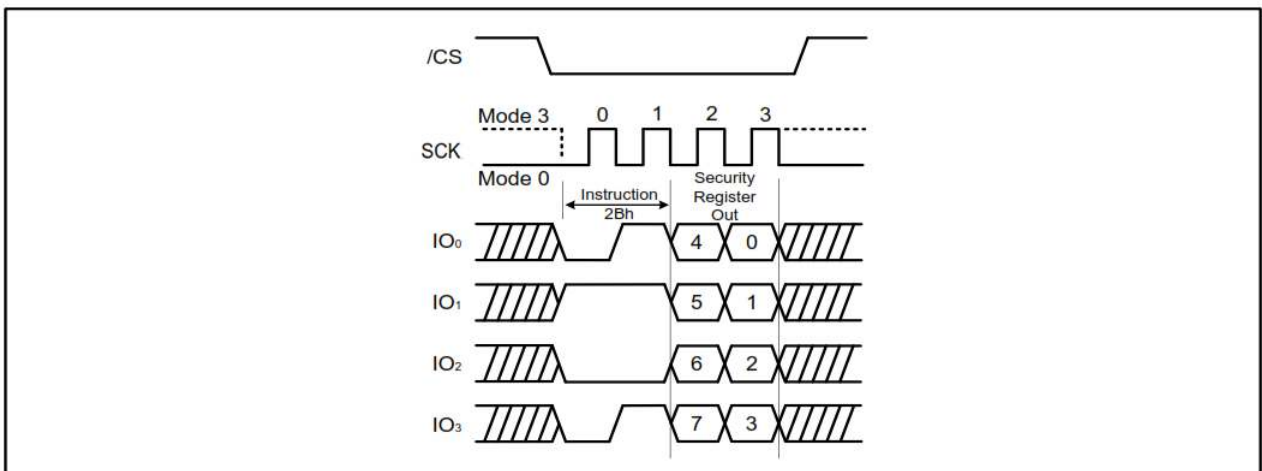 /CS
Mode 3 0 1 2 3
SCK
Mode 0
Instruction
2Bh
Security
Register
Out
IO₀ 4 0
IO₁ 5 1
IO₂ 6 2
IO₃ 7 3